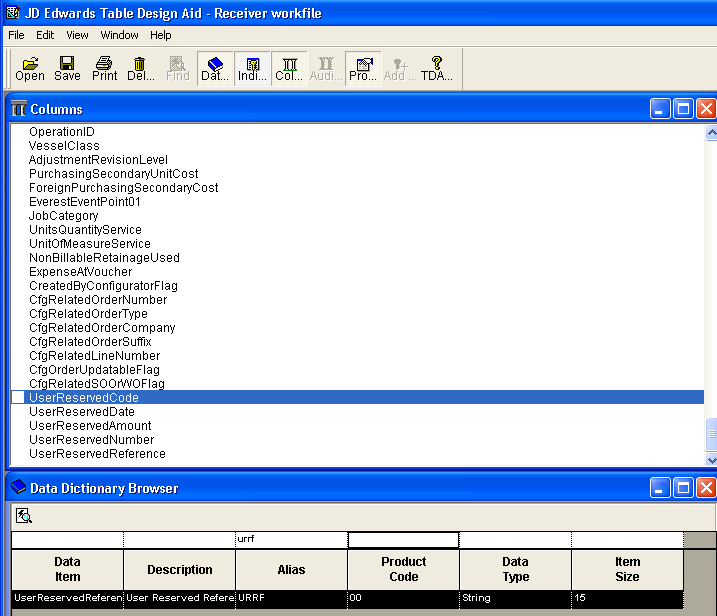 JD Edwards Table Design Aid - Receiver workfile
File Edit View Window Help
Open Save Print Del... Find Dat... Indi... Col... Audi... Pro... Add ... TDA...
Columns
OperationID
VesselClass
AdjustmentRevisionLevel
PurchasingSecondaryUnitCost
ForeignPurchasingSecondaryCost
EverestEventPoint01
JobCategory
UnitsQuantityService
UnitOfMeasureService
NonBillableRetainageUsed
ExpenseAtVoucher
CreatedByConfiguratorFlag
CfgRelatedOrderNumber
CfgRelatedOrderType
CfgRelatedOrderCompany
CfgRelatedOrderSuffix
CfgRelatedLineNumber
CfgOrderUpdatableFlag
CfgRelatedSOOrWOFlag
UserReservedCode
UserReservedDate
UserReservedAmount
UserReservedNumber
UserReservedReference
Data Dictionary Browser
urrf
Data Item Description Alias Product Code Data Type Item Size
UserReservedReferen User Reserved Refere URRF 00 String 15